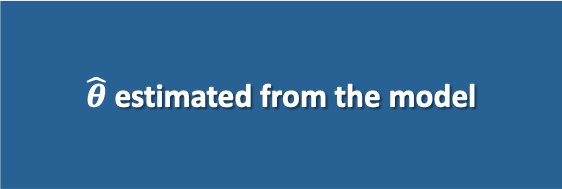 θ̂ estimated from the model